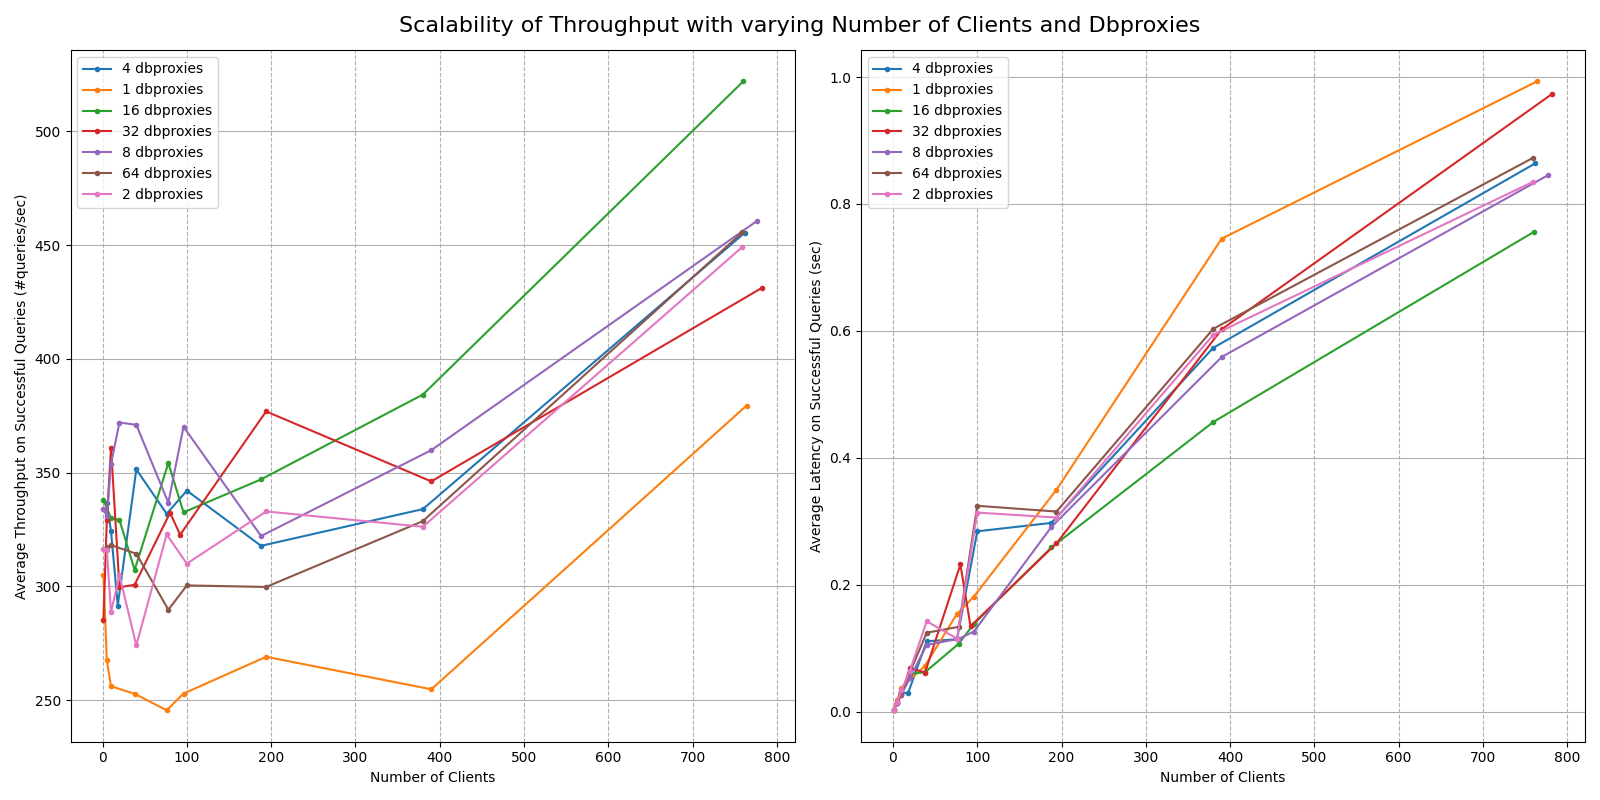 Scalability of Throughput with varying Number of Clients and Dbproxies
4 dbproxies
1 dbproxies
16 dbproxies
32 dbproxies
8 dbproxies
64 dbproxies
2 dbproxies
500
450
400
350
300
250
Average Throughput on Successful Queries (#queries/sec)
0 100 200 300 400 500 600 700 800
Number of Clients
4 dbproxies
1 dbproxies
16 dbproxies
32 dbproxies
8 dbproxies
64 dbproxies
2 dbproxies
1.0
0.8
0.6
0.4
0.2
0.0
Average Latency on Successful Queries (sec)
0 100 200 300 400 500 600 700 800
Number of Clients